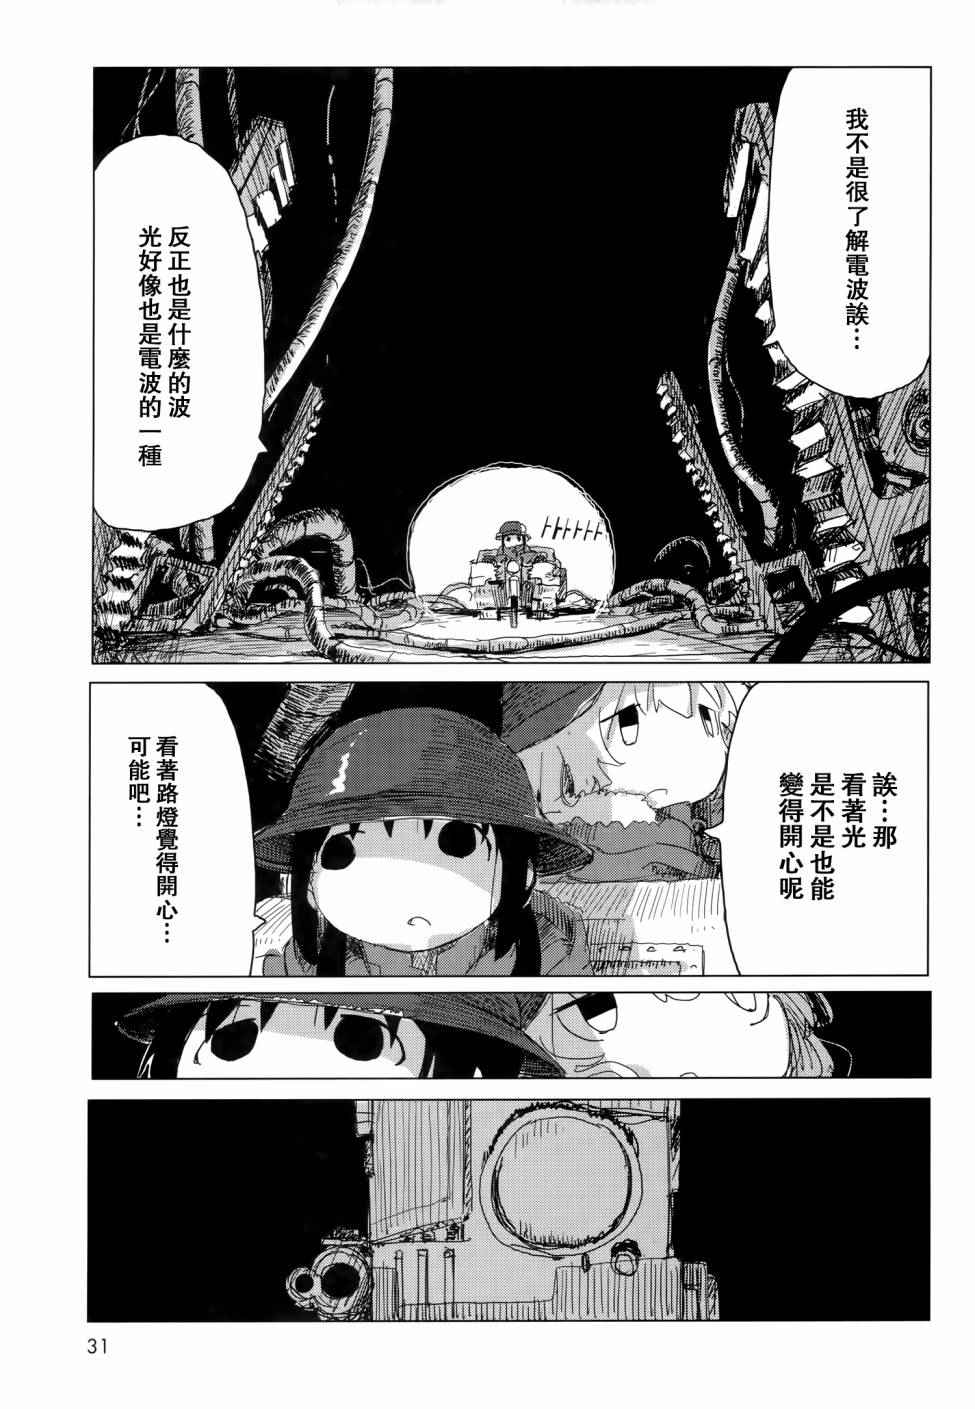 我不是很了解電波誒…
反正也是什麼的波
光好像也是電波的一種
トトトトトト
誒…那
看著光
是不是也能
變得開心呢
看著路燈覺得開心…
可能吧…
31